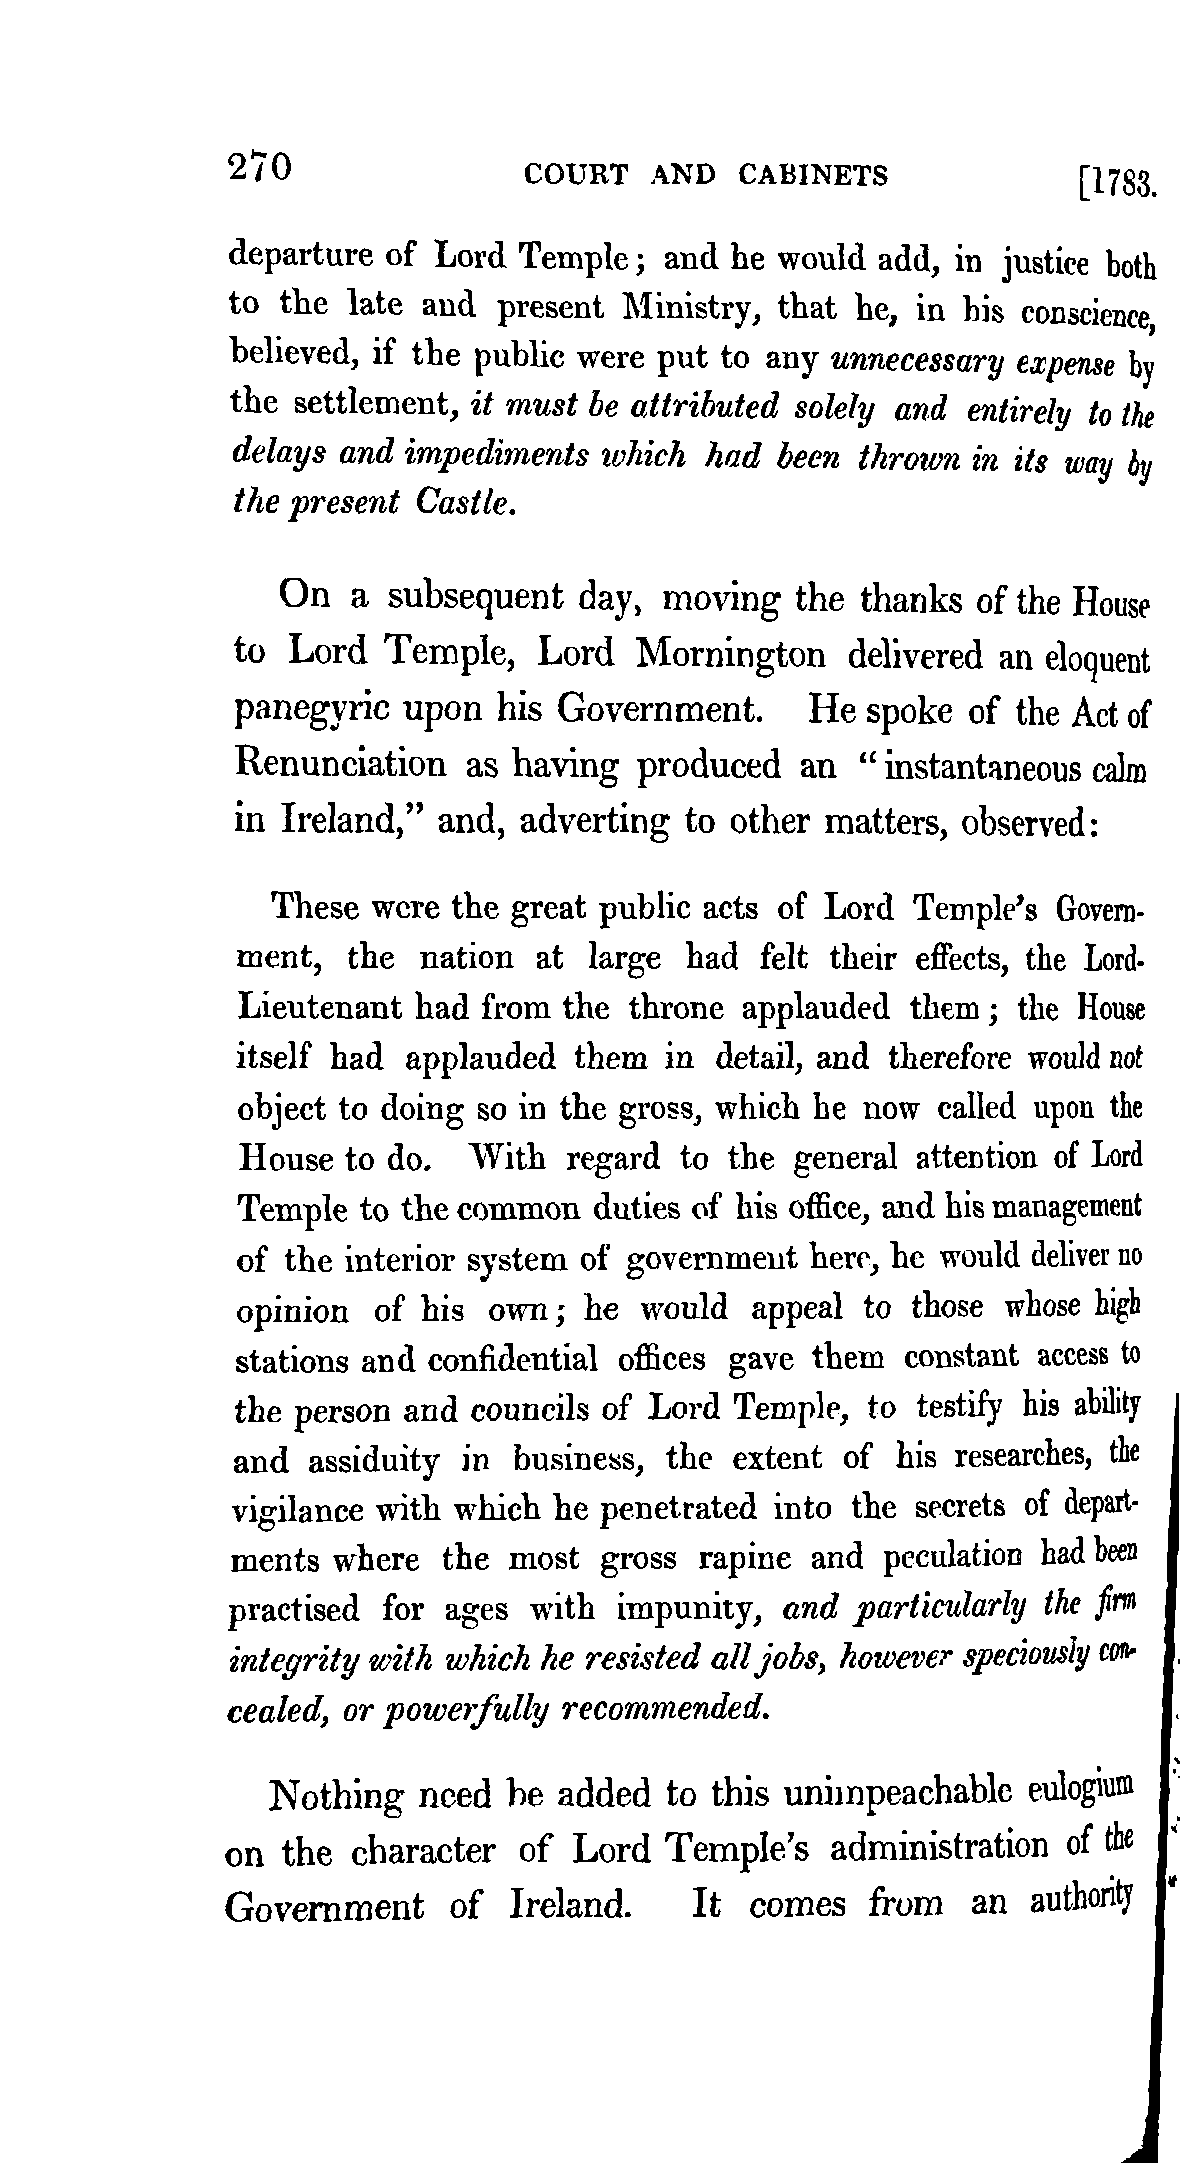 270 COURT AND CABINETS [1783.
departure of Lord Temple; and he would add, in justice both
to the late and present Ministry, that he, in his conscience,
believed, if the public were put to any unnecessary expense by
the settlement, it must be attributed solely and entirely to the
delays and impediments which had been thrown in its way by
the present Castle.
On a subsequent day, moving the thanks of the House
to Lord Temple, Lord Mornington delivered an eloquent
panegyric upon his Government. He spoke of the Act of
Renunciation as having produced an "instantaneous calm
in Ireland," and, adverting to other matters, observed:
These were the great public acts of Lord Temple's Govern-
ment, the nation at large had felt their effects, the Lord-
Lieutenant had from the throne applauded them; the House
itself had applauded them in detail, and therefore would not
object to doing so in the gross, which he now called upon the
House to do. With regard to the general attention of Lord
Temple to the common duties of his office, and his management
of the interior system of government here, he would deliver no
opinion of his own; he would appeal to those whose high
stations and confidential offices gave them constant access to
the person and councils of Lord Temple, to testify his ability
and assiduity in business, the extent of his researches, the
vigilance with which he penetrated into the secrets of depart-
ments where the most gross rapine and peculation had been
practised for ages with impunity, and particularly the firm
integrity with which he resisted all jobs, however speciously con-
cealed, or powerfully recommended.
Nothing need be added to this unimpeachable eulogium
on the character of Lord Temple's administration of the
Government of Ireland. It comes from an authority